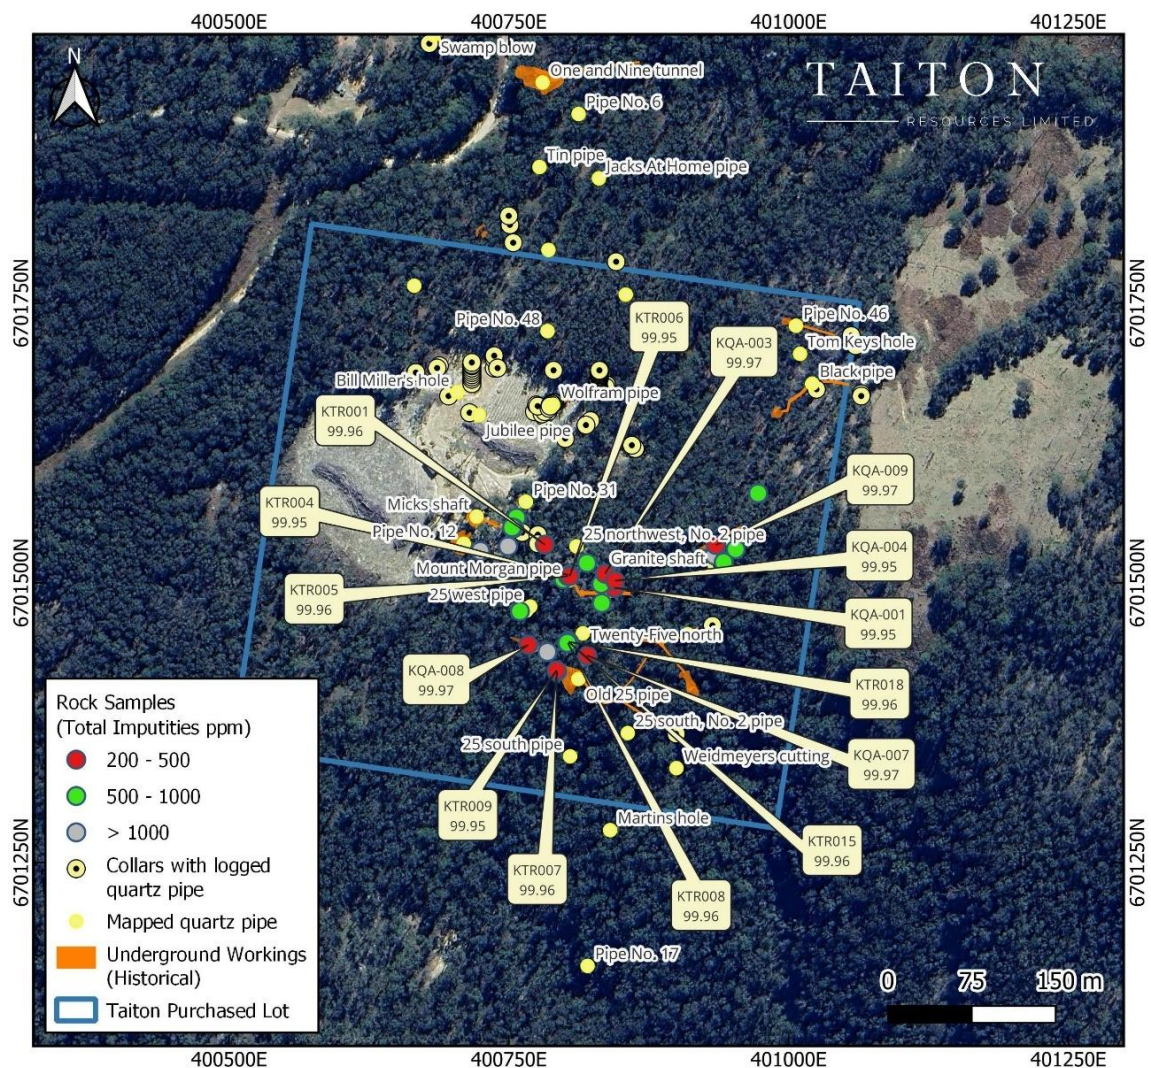 400500E
400750E
401000E
401250E
N
TAITON
RESOURCES LIMITED
Swamp blow
One and Nine tunnel
Pipe No. 6
Tin pipe
Jacks At Home pipe
6701750N
6701750N
Pipe No. 48
KTR006
99.95
KQA-003
99.97
Pipe No. 46
Tom Keys hole
Black pipe
Bill Miller's hole
Wolfram pipe
KTR001
99.96
Jubilee pipe
KTR004
99.95
Micks shaft
Pipe No. 31
KQA-009
99.97
Pipe No. 12
25 northwest, No. 2 pipe
Granite shaft
Mount Morgan pipe
KQA-004
99.95
6701500N
6701500N
KTR005
99.96
25 west pipe
KQA-001
99.95
Twenty-Five north
KQA-008
99.97
KTR018
99.96
Old 25 pipe
25 south, No. 2 pipe
25 south pipe
Weidmeyers cutting
KQA-007
99.97
KTR009
99.95
Martins hole
KTR015
99.96
KTR007
99.96
KTR008
99.96
6701250N
6701250N
Pipe No. 17
Rock Samples
(Total Imputities ppm)
200 - 500
500 - 1000
> 1000
Collars with logged
quartz pipe
Mapped quartz pipe
Underground Workings
(Historical)
Taiton Purchased Lot
0 75 150 m
400500E
400750E
401000E
401250E